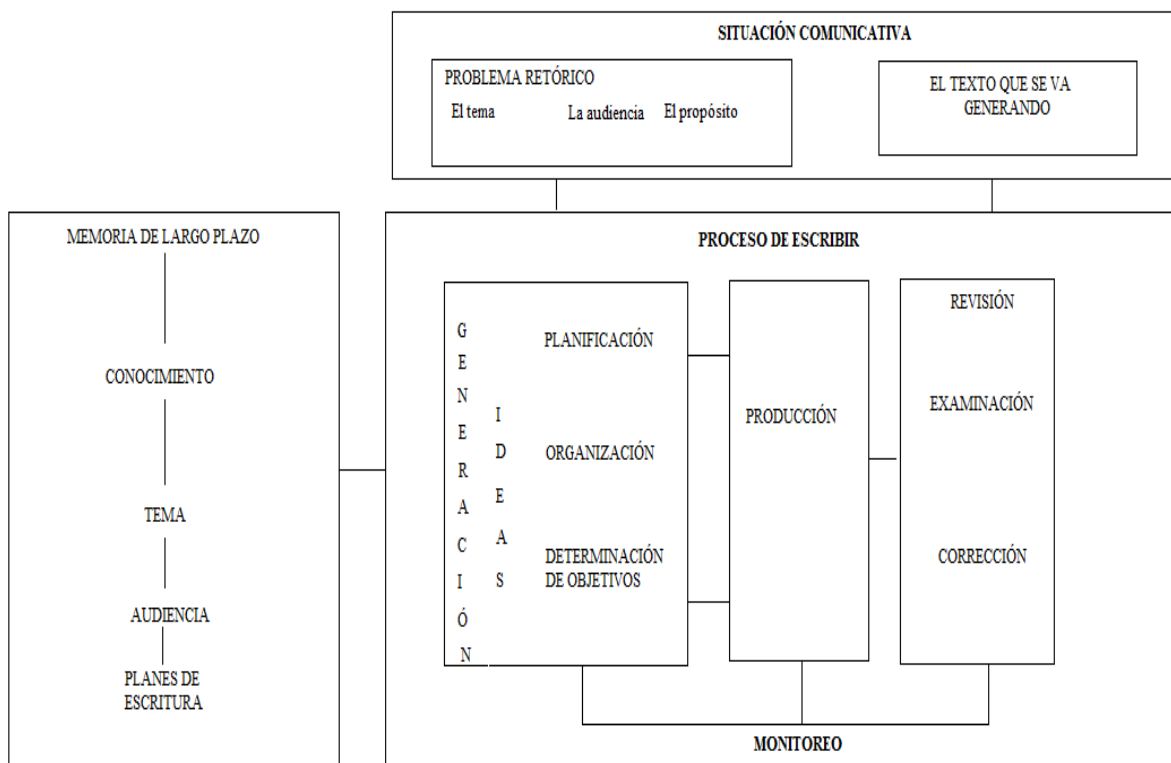 SITUACIÓN COMUNICATIVA
PROBLEMA RETÓRICO
El tema La audiencia El propósito
EL TEXTO QUE SE VA
GENERANDO
MEMORIA DE LARGO PLAZO
CONOCIMIENTO
TEMA
AUDIENCIA
PLANES DE
ESCRITURA
PROCESO DE ESCRIBIR
GENERACIÓN
IDEAS
PLANIFICACIÓN
ORGANIZACIÓN
DETERMINACIÓN
DE OBJETIVOS
PRODUCCIÓN
REVISIÓN
EXAMINACIÓN
CORRECCIÓN
MONITOREO